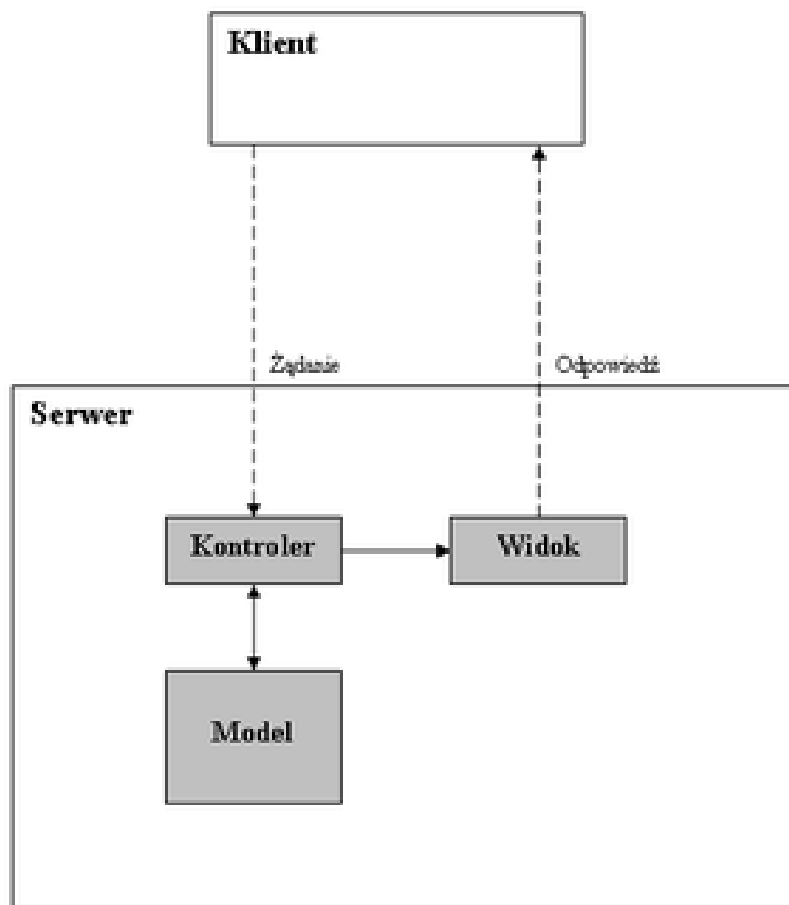 Klient
Żądanie
Odpowiedź
Serwer
Kontroler
Widok
Model